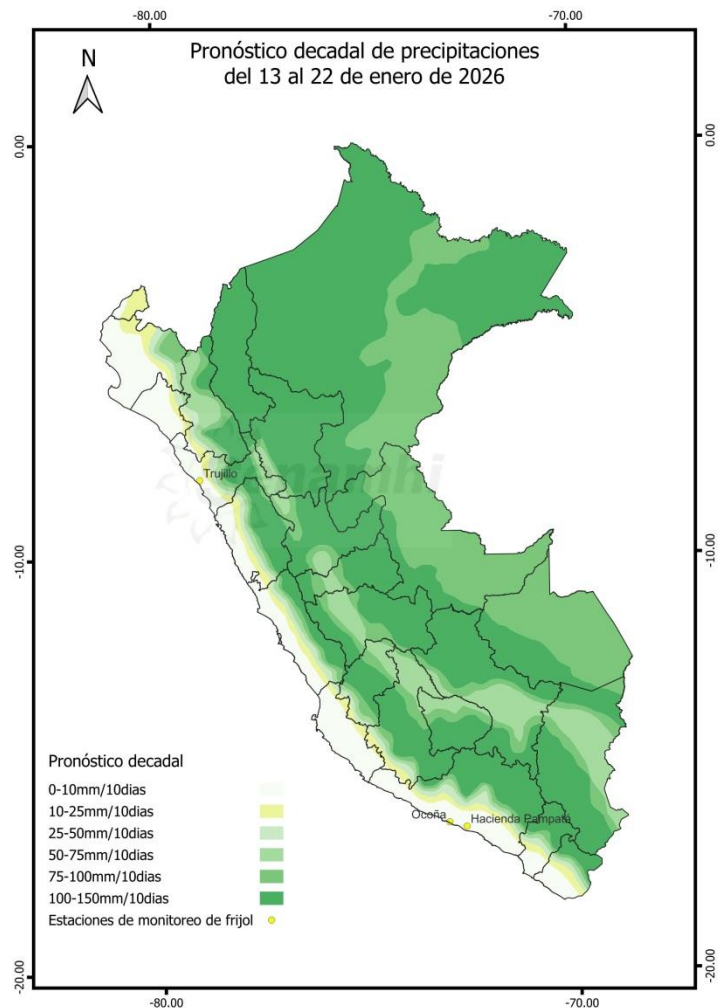 -80.00
-70.00
Pronóstico decadal de precipitaciones
del 13 al 22 de enero de 2026
N
0.00
0.00
Trujillo
senamhi
-10.00
-10.00
Ocoña
Hacienda Pampata
Pronóstico decadal
0-10mm/10dias
10-25mm/10dias
25-50mm/10dias
50-75mm/10dias
75-100mm/10dias
100-150mm/10dias
Estaciones de monitoreo de frijol
-20.00
-20.00
-80.00
-70.00